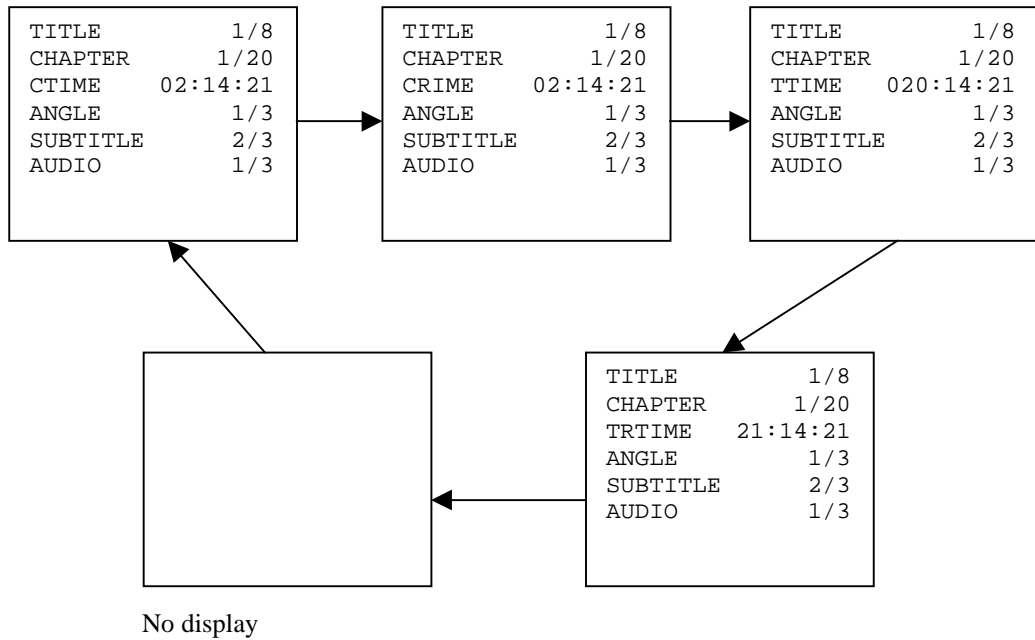 TITLE 1/8
CHAPTER 1/20
CTIME 02:14:21
ANGLE 1/3
SUBTITLE 2/3
AUDIO 1/3
TITLE 1/8
CHAPTER 1/20
CRIME 02:14:21
ANGLE 1/3
SUBTITLE 2/3
AUDIO 1/3
TITLE 1/8
CHAPTER 1/20
TTIME 020:14:21
ANGLE 1/3
SUBTITLE 2/3
AUDIO 1/3
TITLE 1/8
CHAPTER 1/20
TRTIME 21:14:21
ANGLE 1/3
SUBTITLE 2/3
AUDIO 1/3
No display